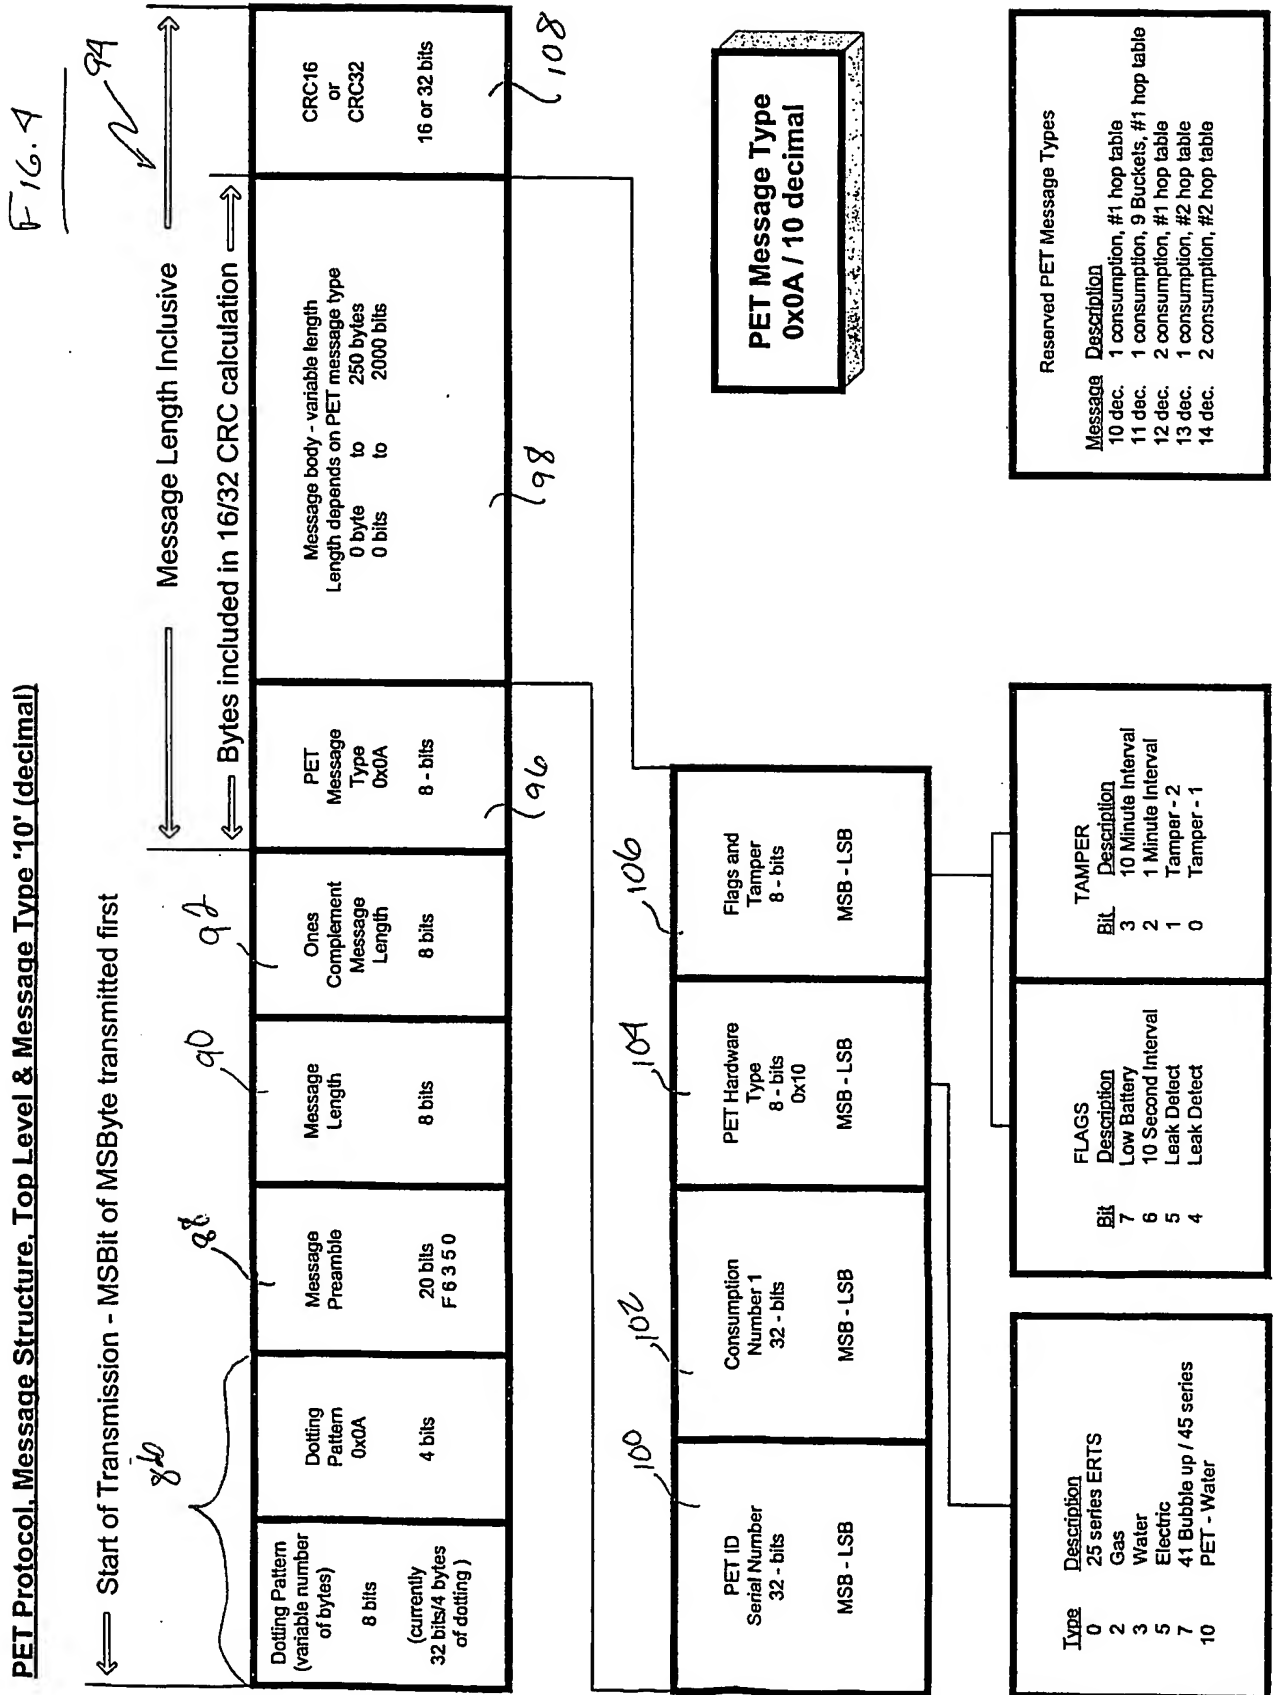 FIG. 4
PET Protocol, Message Structure, Top Level & Message Type '10' (decimal)
Start of Transmission - MSBit of MSByte transmitted first
94
Message Length Inclusive
Bytes included in 16/32 CRC calculation
86
88
90
92
Dotting Pattern
(variable number
of bytes)
8 bits
(currently
32 bits/4 bytes
of dotting )
Dotting
Pattern
0x0A
4 bits
Message
Preamble
20 bits
F 6 3 5 0
Message
Length
8 bits
Ones
Complement
Message
Length
8 bits
PET
Message
Type
0x0A
8 - bits
Message body - variable length
Length depends on PET message type
0 byte to 250 bytes
0 bits to 2000 bits
CRC16
or
CRC32
16 or 32 bits
96
98
108
100
102
104
106
PET ID
Serial Number
32 - bits
MSB - LSB
Consumption
Number 1
32 - bits
MSB - LSB
PET Hardware
Type
8 - bits
0x10
MSB - LSB
Flags and
Tamper
8 - bits
MSB - LSB
PET Message Type
0x0A / 10 decimal
Type Description
0 25 series ERTS
2 Gas
3 Water
5 Electric
7 41 Bubble up / 45 series
10 PET - Water
FLAGS
Bit Description
7 Low Battery
6 10 Second Interval
5 Leak Detect
4 Leak Detect
TAMPER
Bit Description
3 10 Minute Interval
2 1 Minute Interval
1 Tamper - 2
0 Tamper - 1
Reserved PET Message Types
Message Description
10 dec. 1 consumption, #1 hop table
11 dec. 1 consumption, 9 Buckets, #1 hop table
12 dec. 2 consumption, #1 hop table
13 dec. 1 consumption, #2 hop table
14 dec. 2 consumption, #2 hop table